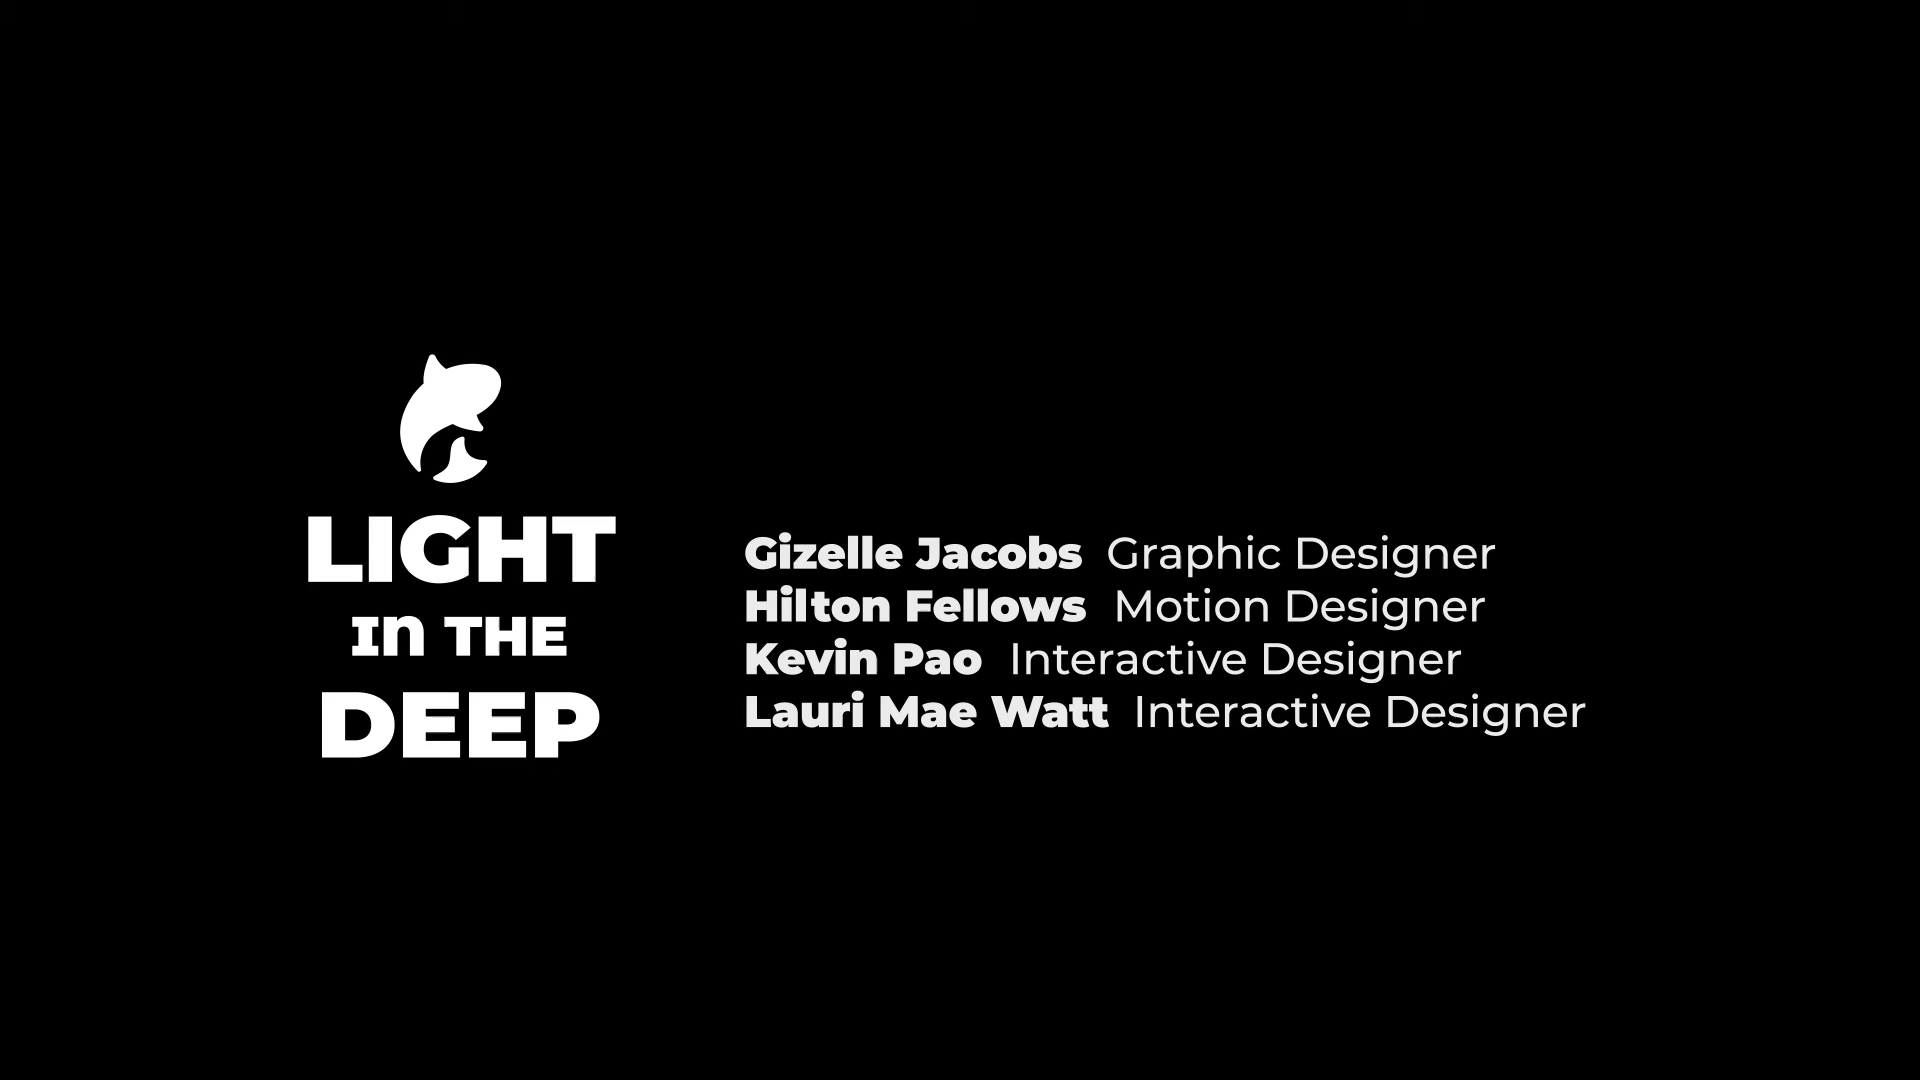 LIGHT
In THE
DEEP
Gizelle Jacobs Graphic Designer
Hilton Fellows Motion Designer
Kevin Pao Interactive Designer
Lauri Mae Watt Interactive Designer